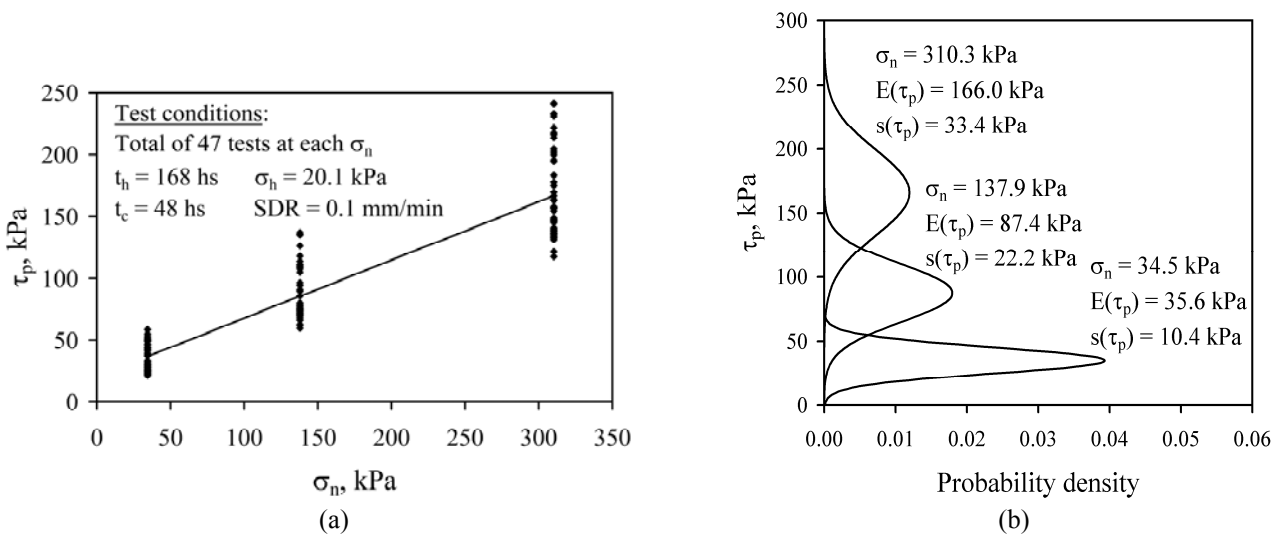 250
200
150
100
50
0
τp, kPa
Test conditions:
Total of 47 tests at each σn
th = 168 hs σh = 20.1 kPa
tc = 48 hs SDR = 0.1 mm/min
0 50 100 150 200 250 300 350
σn, kPa
(a)
300
250
200
150
100
50
0
τp, kPa
σn = 310.3 kPa
E(τp) = 166.0 kPa
s(τp) = 33.4 kPa
σn = 137.9 kPa
E(τp) = 87.4 kPa
s(τp) = 22.2 kPa
σn = 34.5 kPa
E(τp) = 35.6 kPa
s(τp) = 10.4 kPa
0.00 0.01 0.02 0.03 0.04 0.05 0.06
Probability density
(b)